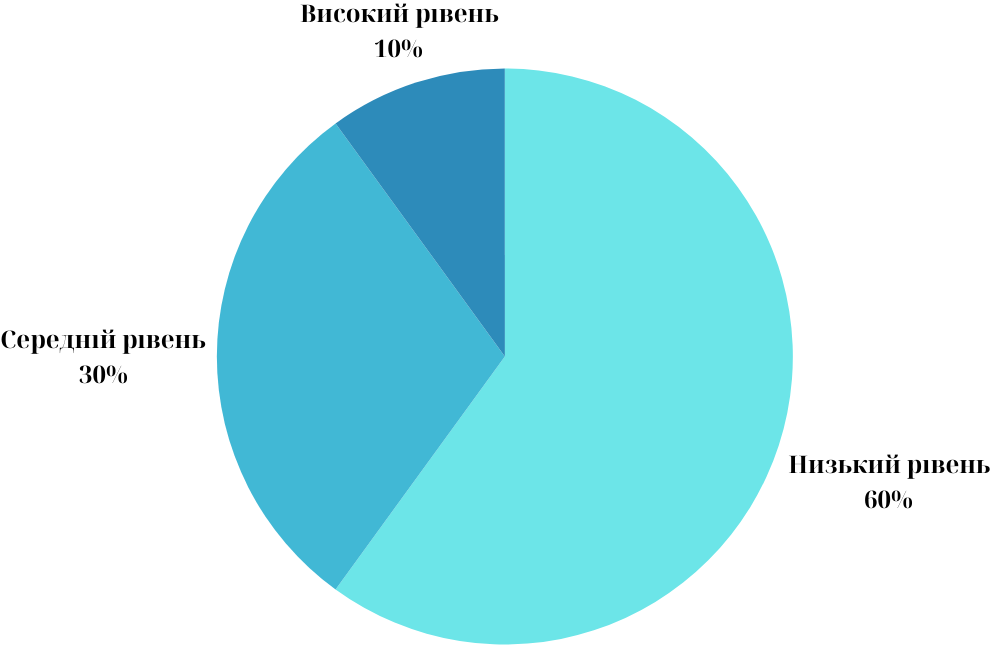 Високий рівень
10%
Середній рівень
30%
Низький рівень
60%